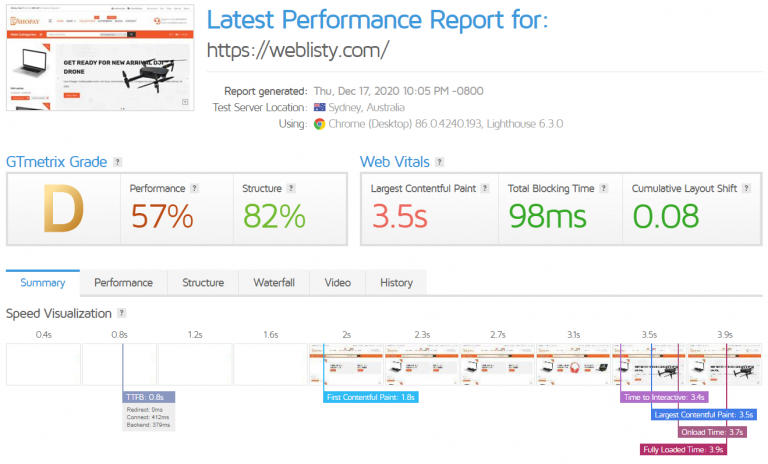 SHOPAY
GET READY FOR NEW ARRIVAL DJI
DRONE
Latest Performance Report for:
https://weblisty.com/
Report generated: Thu, Dec 17, 2020 10:05 PM -0800
Test Server Location: Sydney, Australia
Using: Chrome (Desktop) 86.0.4240.193, Lighthouse 6.3.0
GTmetrix Grade ?
Web Vitals ?
D
Performance ?
57%
Structure ?
82%
Largest Contentful Paint ?
3.5s
Total Blocking Time ?
98ms
Cumulative Layout Shift ?
0.08
Summary Performance Structure Waterfall Video History
Speed Visualization ?
0.4s 0.8s 1.2s 1.6s 2s 2.3s 2.7s 3.1s 3.5s 3.9s
TTFB: 0.8s
Redirect: 0ms
Connect: 412ms
Backend: 379ms
First Contentful Paint: 1.8s
Time to Interactive: 3.4s
Largest Contentful Paint: 3.5s
Onload Time: 3.7s
Fully Loaded Time: 3.9s